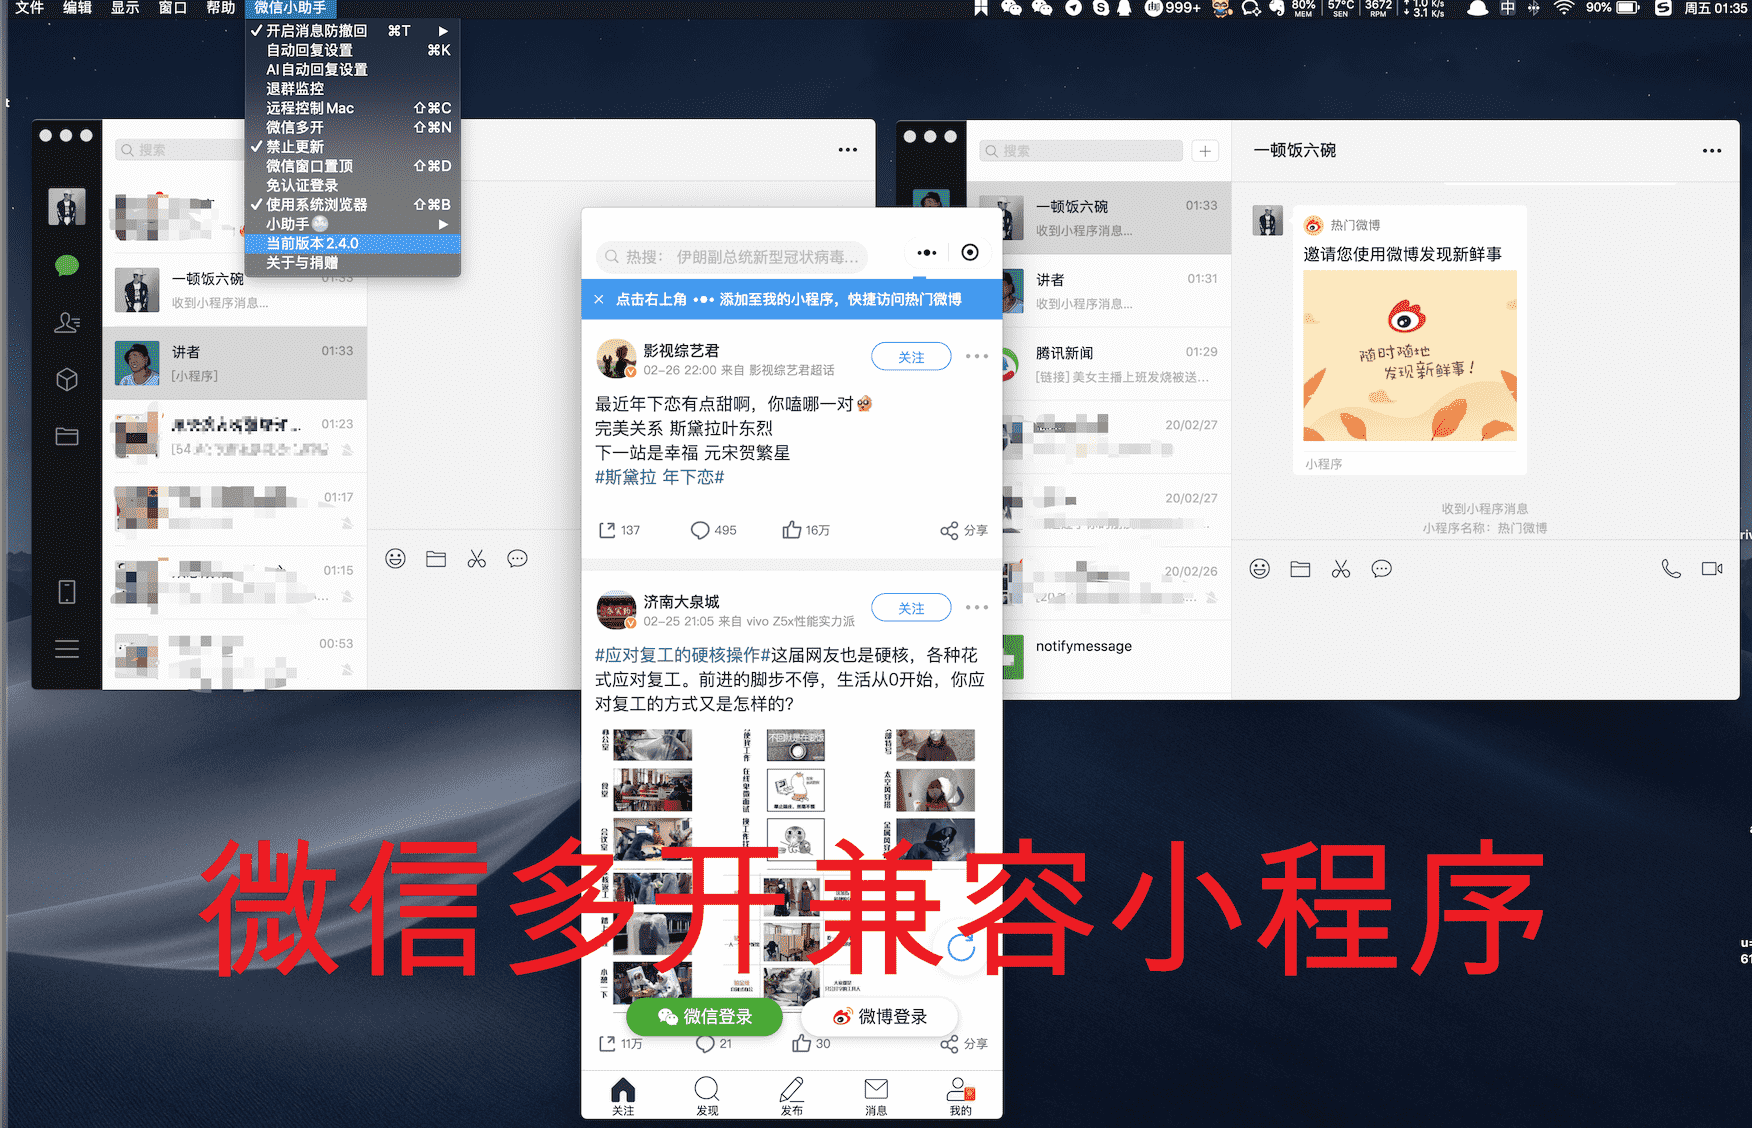 文件 编辑 显示 窗口 帮助 微信小助手
999+ 80% MEM 57°C SEN 3672 RPM 1.0 K/s 3.1 K/s 中 90% 周五 01:35
✓ 开启消息防撤回 ⌘T ▶
自动回复设置 ⌘K
AI自动回复设置
退群监控
远程控制Mac ⇧⌘C
微信多开 ⇧⌘N
✓ 禁止更新
微信窗口置顶 ⇧⌘D
免认证登录
✓ 使用系统浏览器 ⇧⌘B
小助手 ▶
当前版本2.4.0
关于与捐赠
搜索
一顿饭六碗 01:33
收到小程序消息...
讲者 01:33
[小程序]
01:23
01:17
01:15
00:53
热搜： 伊朗副总统新型冠状病毒...
× 点击右上角 •●• 添加至我的小程序，快捷访问热门微博
影视综艺君
02-26 22:00 来自 影视综艺君超话
关注
最近年下恋有点甜啊，你嗑哪一对
完美关系 斯黛拉叶东烈
下一站是幸福 元宋贺繁星
#斯黛拉 年下恋#
137 495 16万 分享
济南大泉城
02-25 21:05 来自 vivo Z5x性能实力派
关注
#应对复工的硬核操作#这届网友也是硬核，各种花
式应对复工。前进的脚步不停，生活从0开始，你应
对复工的方式又是怎样的?
不回就是在要饭
食堂
会议室
小憩一下
微信登录 微博登录
11万 21 30 分享
关注 发现 发布 消息 我的
搜索
一顿饭六碗 01:33
收到小程序消息...
讲者 01:31
收到小程序消息...
腾讯新闻 01:29
[链接] 美女主播上班发烧被送...
20/02/27
20/02/27
20/02/26
notifymessage
一顿饭六碗
热门微博
邀请您使用微博发现新鲜事
随时随地
发现新鲜事！
小程序
收到小程序消息
小程序名称：热门微博
微信多开兼容小程序